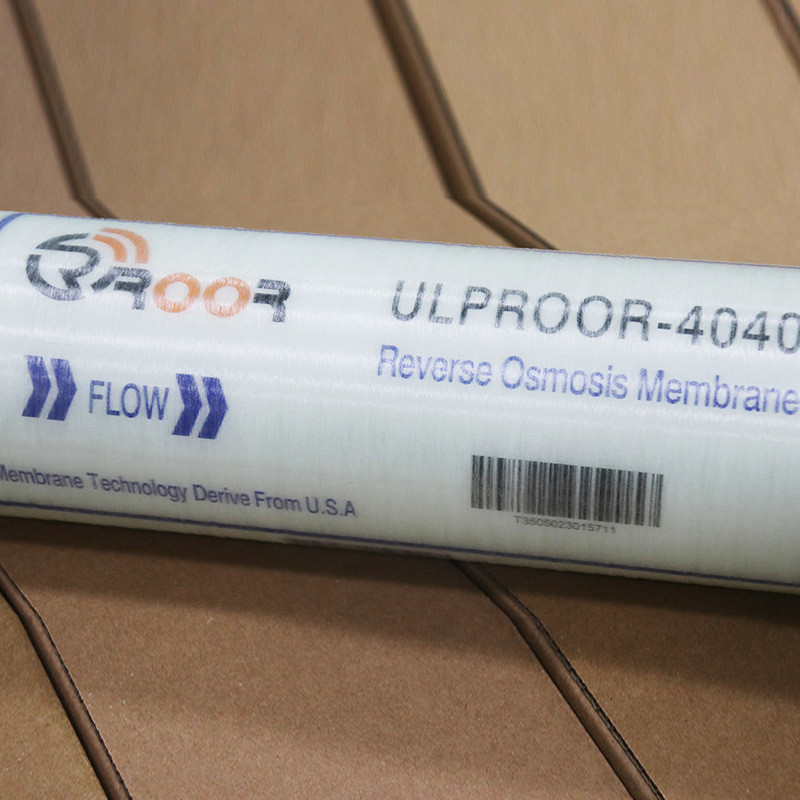 ROOR
ULPROOR-4040
Reverse Osmosis Membrane
FLOW
Membrane Technology Derive From U.S.A
T3505023015711